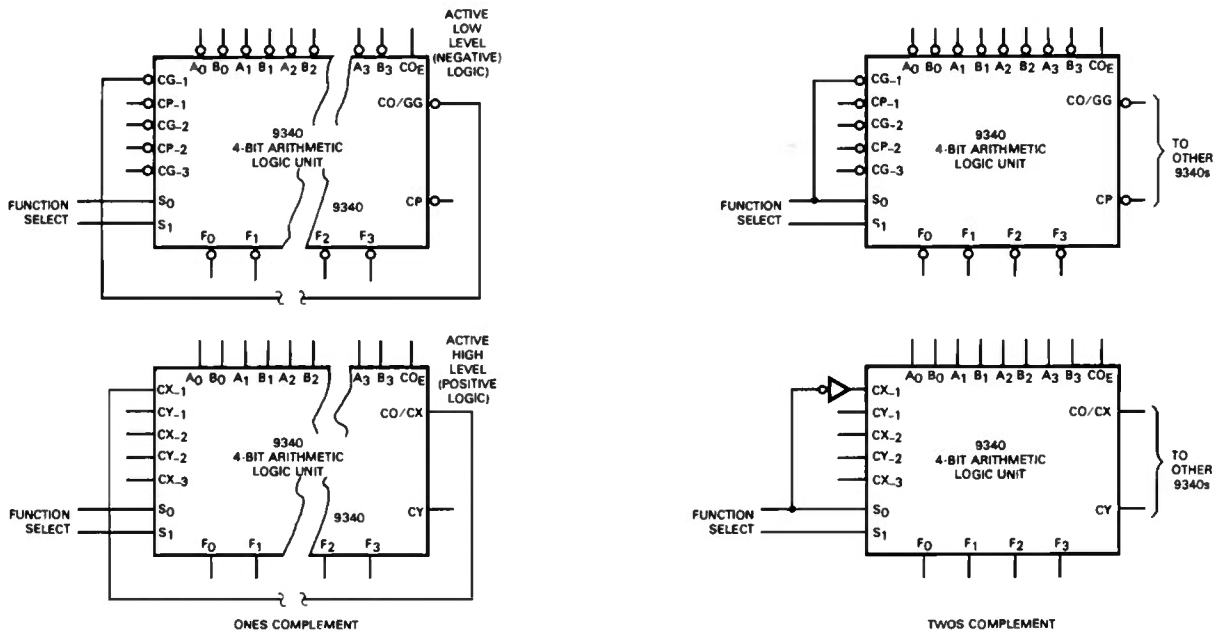 ACTIVE
LOW
LEVEL
(NEGATIVE)
LOGIC)
A0 B0 A1 B1 A2 B2 A3 B3 COE
CG-1
CP-1
CG-2
CP-2
CG-3
CO/GG
9340
4-BIT ARITHMETIC
LOGIC UNIT
FUNCTION
SELECT
S0
S1
CP
9340
F0 F1 F2 F3
A0 B0 A1 B1 A2 B2 A3 B3 COE
CG-1
CP-1
CG-2
CP-2
CG-3
CO/GG
9340
4-BIT ARITHMETIC
LOGIC UNIT
TO
OTHER
9340s
FUNCTION
SELECT
S0
S1
CP
F0 F1 F2 F3
ACTIVE
HIGH
LEVEL
(POSITIVE
LOGIC)
A0 B0 A1 B1 A2 B2 A3 B3 COE
CX-1
CY-1
CX-2
CY-2
CX-3
CO/CX
9340
4-BIT ARITHMETIC
LOGIC UNIT
FUNCTION
SELECT
S0
S1
CY
9340
F0 F1 F2 F3
ONES COMPLEMENT
A0 B0 A1 B1 A2 B2 A3 B3 COE
CX-1
CY-1
CX-2
CY-2
CX-3
CO/CX
9340
4-BIT ARITHMETIC
LOGIC UNIT
TO
OTHER
9340s
FUNCTION
SELECT
S0
S1
CY
F0 F1 F2 F3
TWOS COMPLEMENT